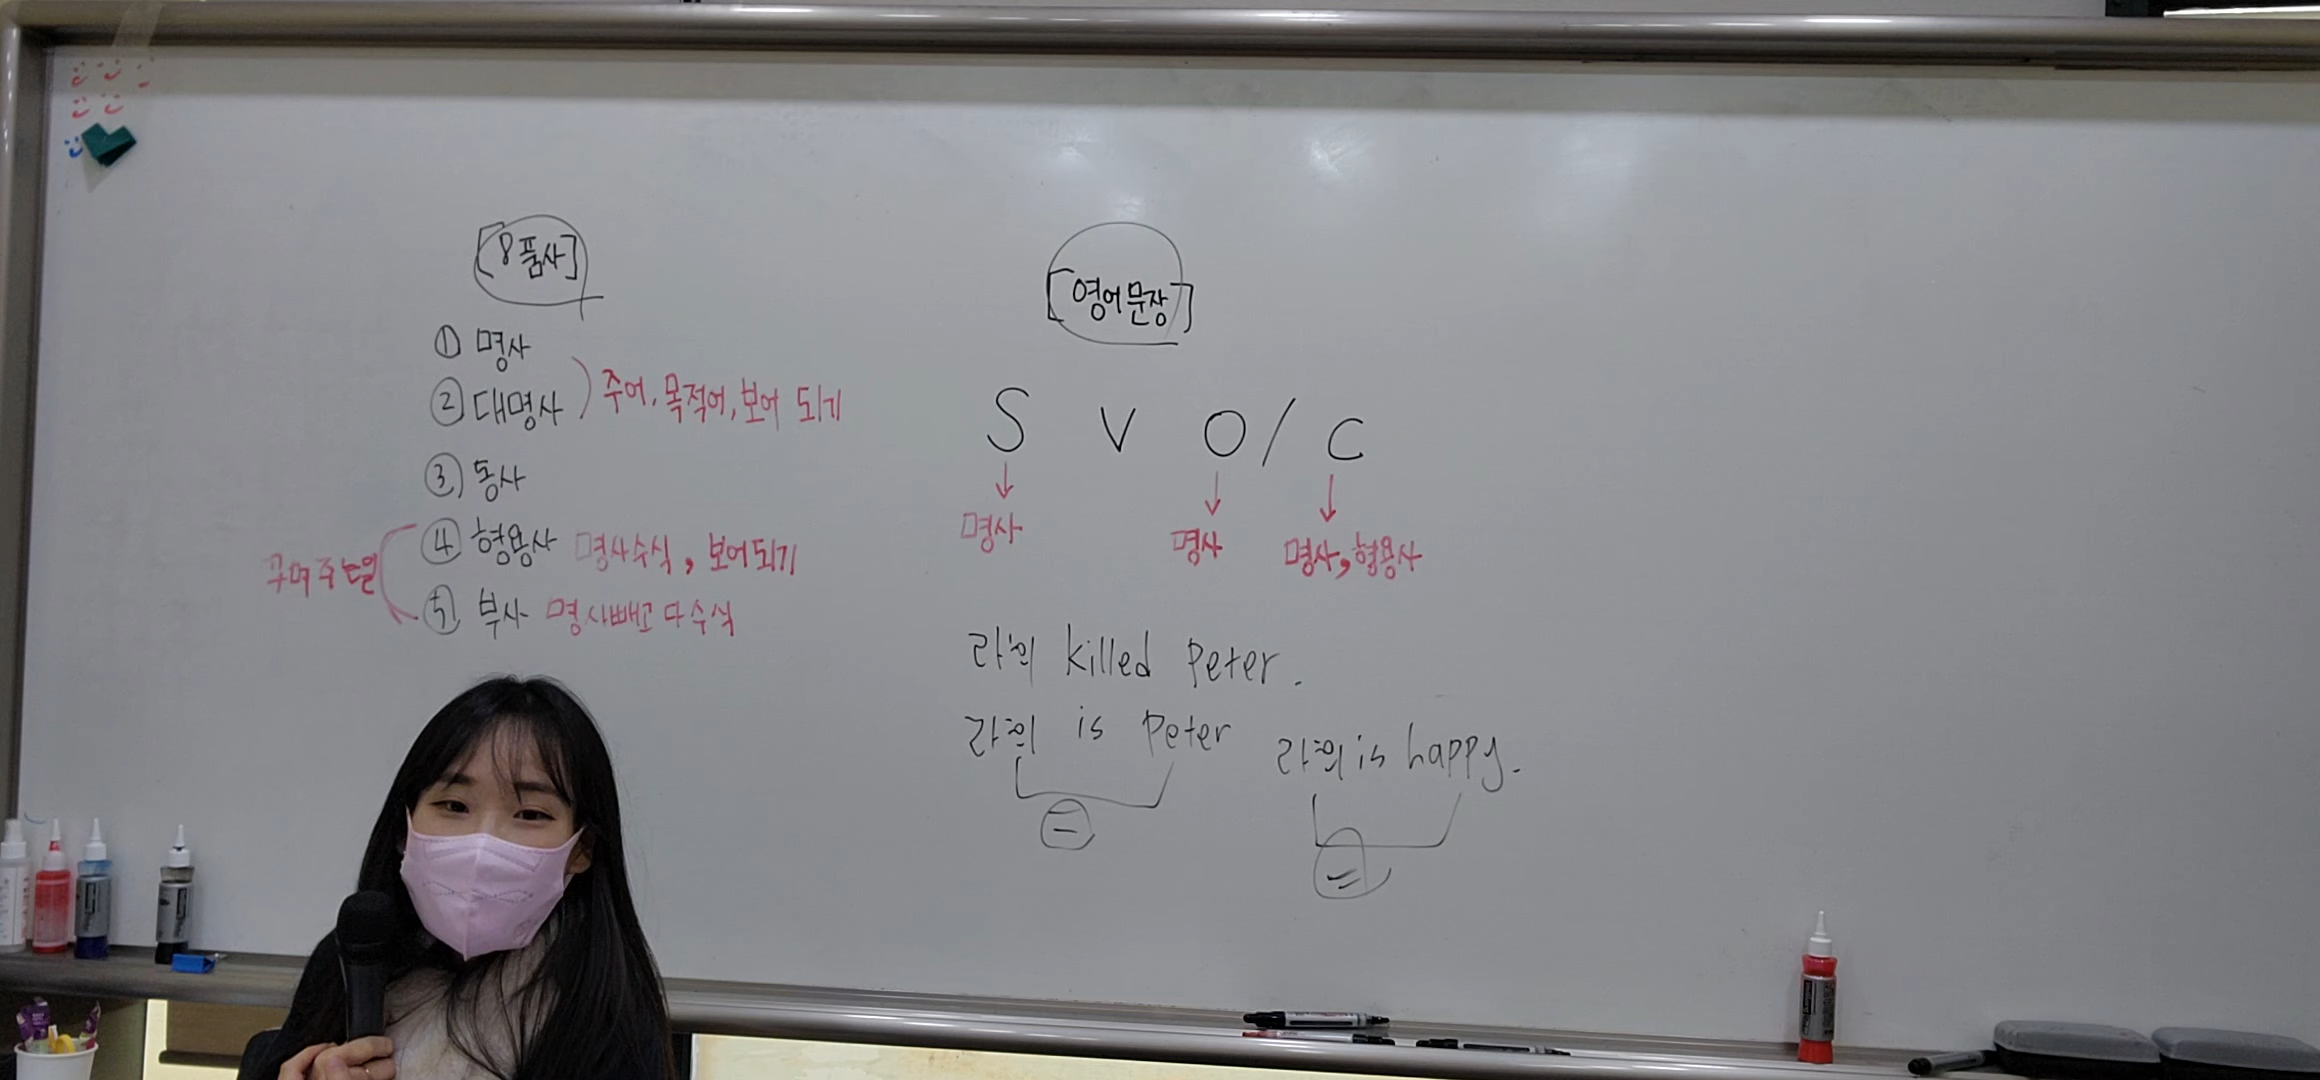 [8품사]
① 명사
② 대명사
주어, 목적어, 보어 되기
③ 동사
꾸며주는일
④ 형용사 명사수식, 보어되기
⑤ 부사 명사빼고 다 수식
[영어문장]
S V O / C
명사 명사 명사, 형용사
라희 killed Peter.
라희 is Peter
라희 is happy.
=
=